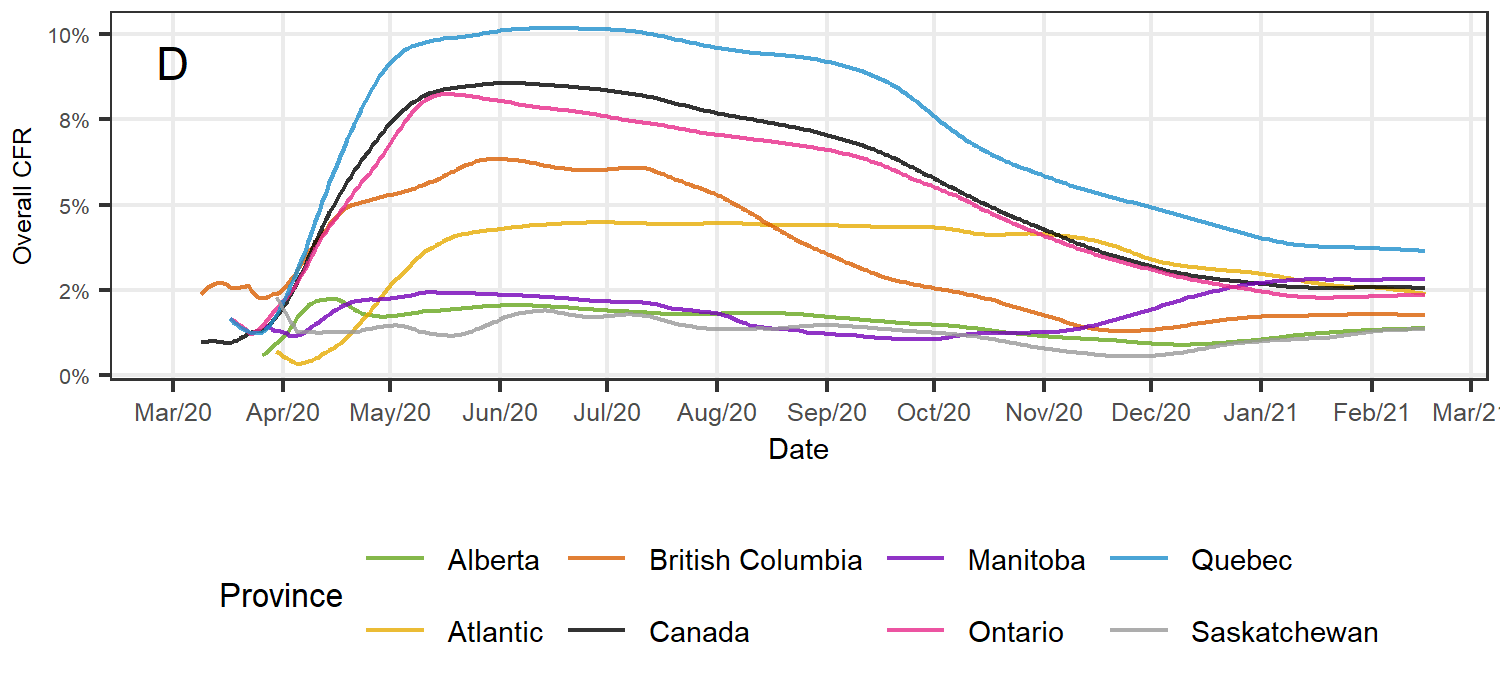 D
10%
8%
5%
2%
0%
Overall CFR
Mar/20 Apr/20 May/20 Jun/20 Jul/20 Aug/20 Sep/20 Oct/20 Nov/20 Dec/20 Jan/21 Feb/21 Mar/21
Date
Province
Alberta British Columbia Manitoba Quebec
Atlantic Canada Ontario Saskatchewan